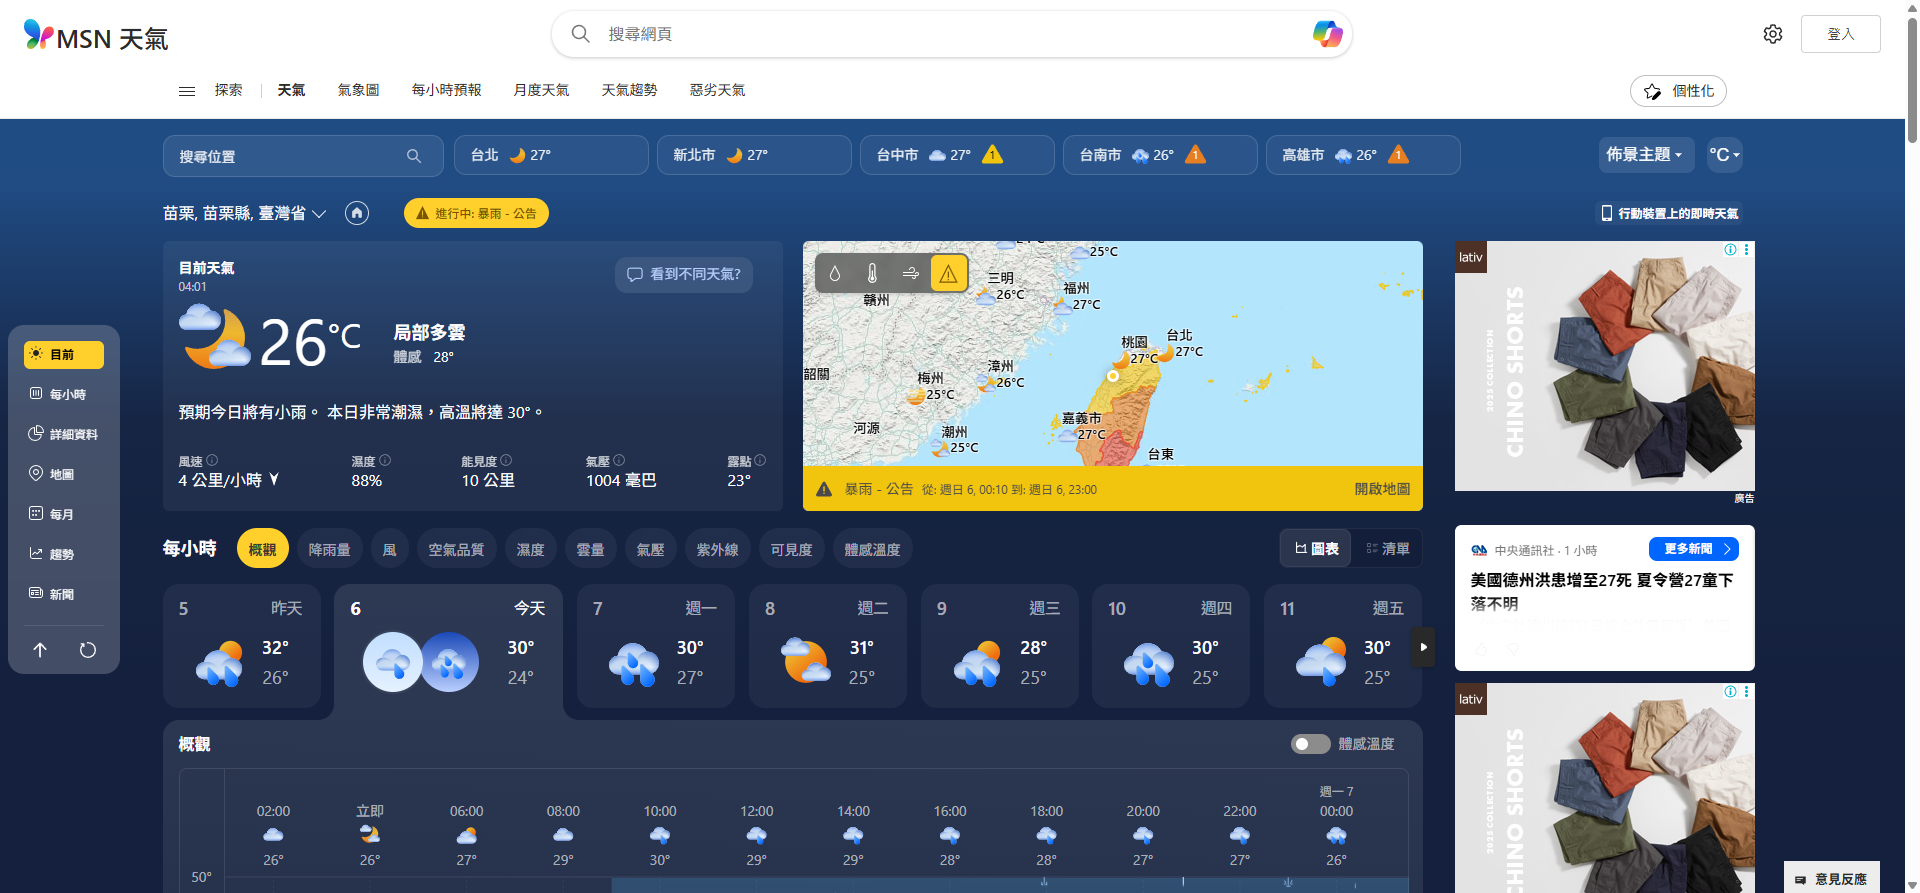 MSN 天氣
搜尋網頁
登入
探索
天氣
氣象圖
每小時預報
月度天氣
天氣趨勢
惡劣天氣
個性化
搜尋位置
台北 27°
新北市 27°
台中市 27° 1
台南市 26° 1
高雄市 26° 1
佈景主題
°C
苗栗, 苗栗縣, 臺灣省
進行中: 暴雨 - 公告
行動裝置上的即時天氣
目前
每小時
詳細資料
地圖
每月
趨勢
新聞
目前天氣
04:01
看到不同天氣?
26°C
局部多雲
體感 28°
預期今日將有小雨。 本日非常潮濕，高溫將達 30°。
風速
4 公里/小時
濕度
88%
能見度
10 公里
氣壓
1004 毫巴
露點
23°
25°C
三明
26°C
贛州
福州
27°C
台北
27°C
桃園
27°C
漳州
26°C
韶關
梅州
25°C
嘉義市
27°C
河源
潮州
25°C
台東
暴雨 - 公告 從: 週日 6, 00:10 到: 週日 6, 23:00
開啟地圖
lativ
2025 COLLECTION
CHINO SHORTS
廣告
每小時
概觀
降雨量
風
空氣品質
濕度
雲量
氣壓
紫外線
可見度
體感溫度
圖表
清單
5 昨天
32°
26°
6 今天
30°
24°
7 週一
30°
27°
8 週二
31°
25°
9 週三
28°
25°
10 週四
30°
25°
11 週五
30°
25°
中央通訊社 · 1 小時
更多新聞
美國德州洪患增至27死 夏令營27童下
落不明
lativ
2025 COLLECTION
CHINO SHORTS
概觀
體感溫度
週一 7
02:00 立即 06:00 08:00 10:00 12:00 14:00 16:00 18:00 20:00 22:00 00:00
26° 26° 27° 29° 30° 29° 29° 28° 28° 27° 27° 26°
50°
意見反應